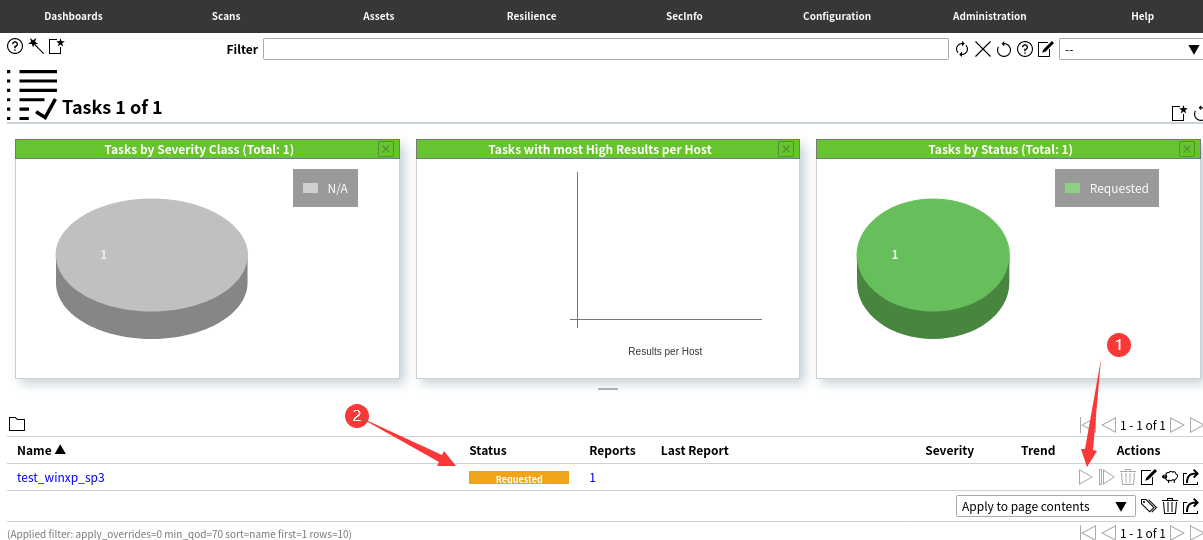 Dashboards Scans Assets Resilience SecInfo Configuration Administration Help
Filter --
Tasks 1 of 1
Tasks by Severity Class (Total: 1) Tasks with most High Results per Host Tasks by Status (Total: 1)
N/A Requested
1 1
Results per Host
1
2
1 - 1 of 1
Name Status Reports Last Report Severity Trend Actions
test_winxp_sp3 Requested 1
Apply to page contents
(Applied filter: apply_overrides=0 min_qod=70 sort=name first=1 rows=10) 1 - 1 of 1